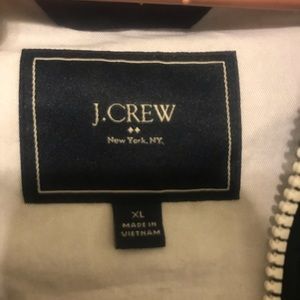 J.CREW
New York, NY.
XL
MADE IN
VIETNAM